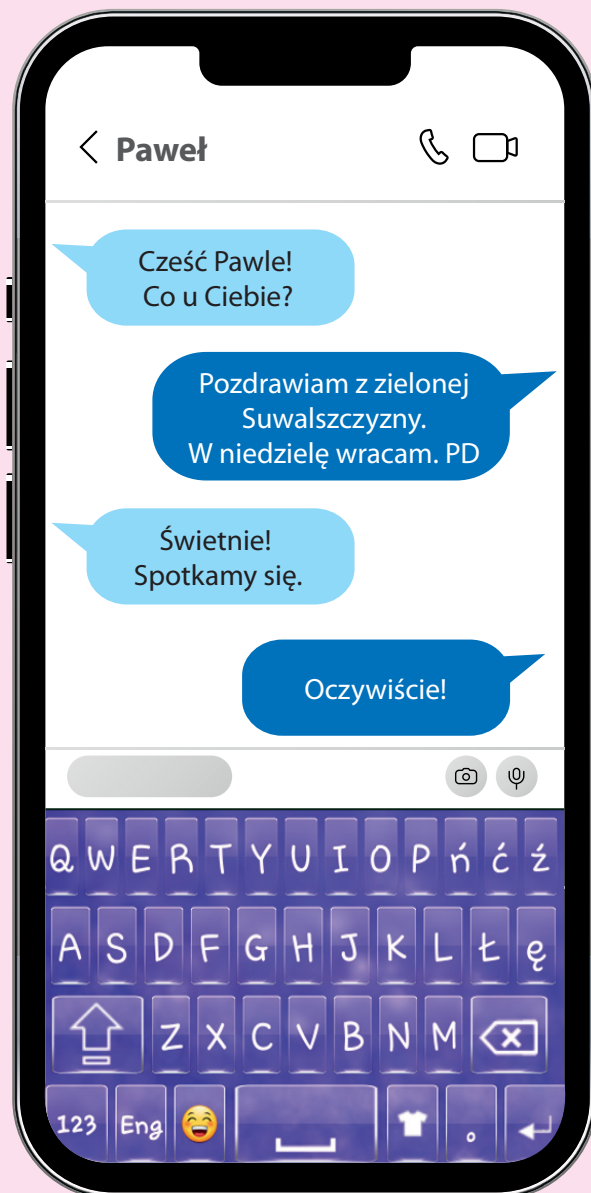 Paweł
Cześć Pawle!
Co u Ciebie?
Pozdrawiam z zielonej
Suwalszczyzny.
W niedzielę wracam. PD
Świetnie!
Spotkamy się.
Oczywiście!
Q W E R T Y U I O P ń ć ź
A S D F G H J K L Ł ę
Z X C V B N M
123 Eng .